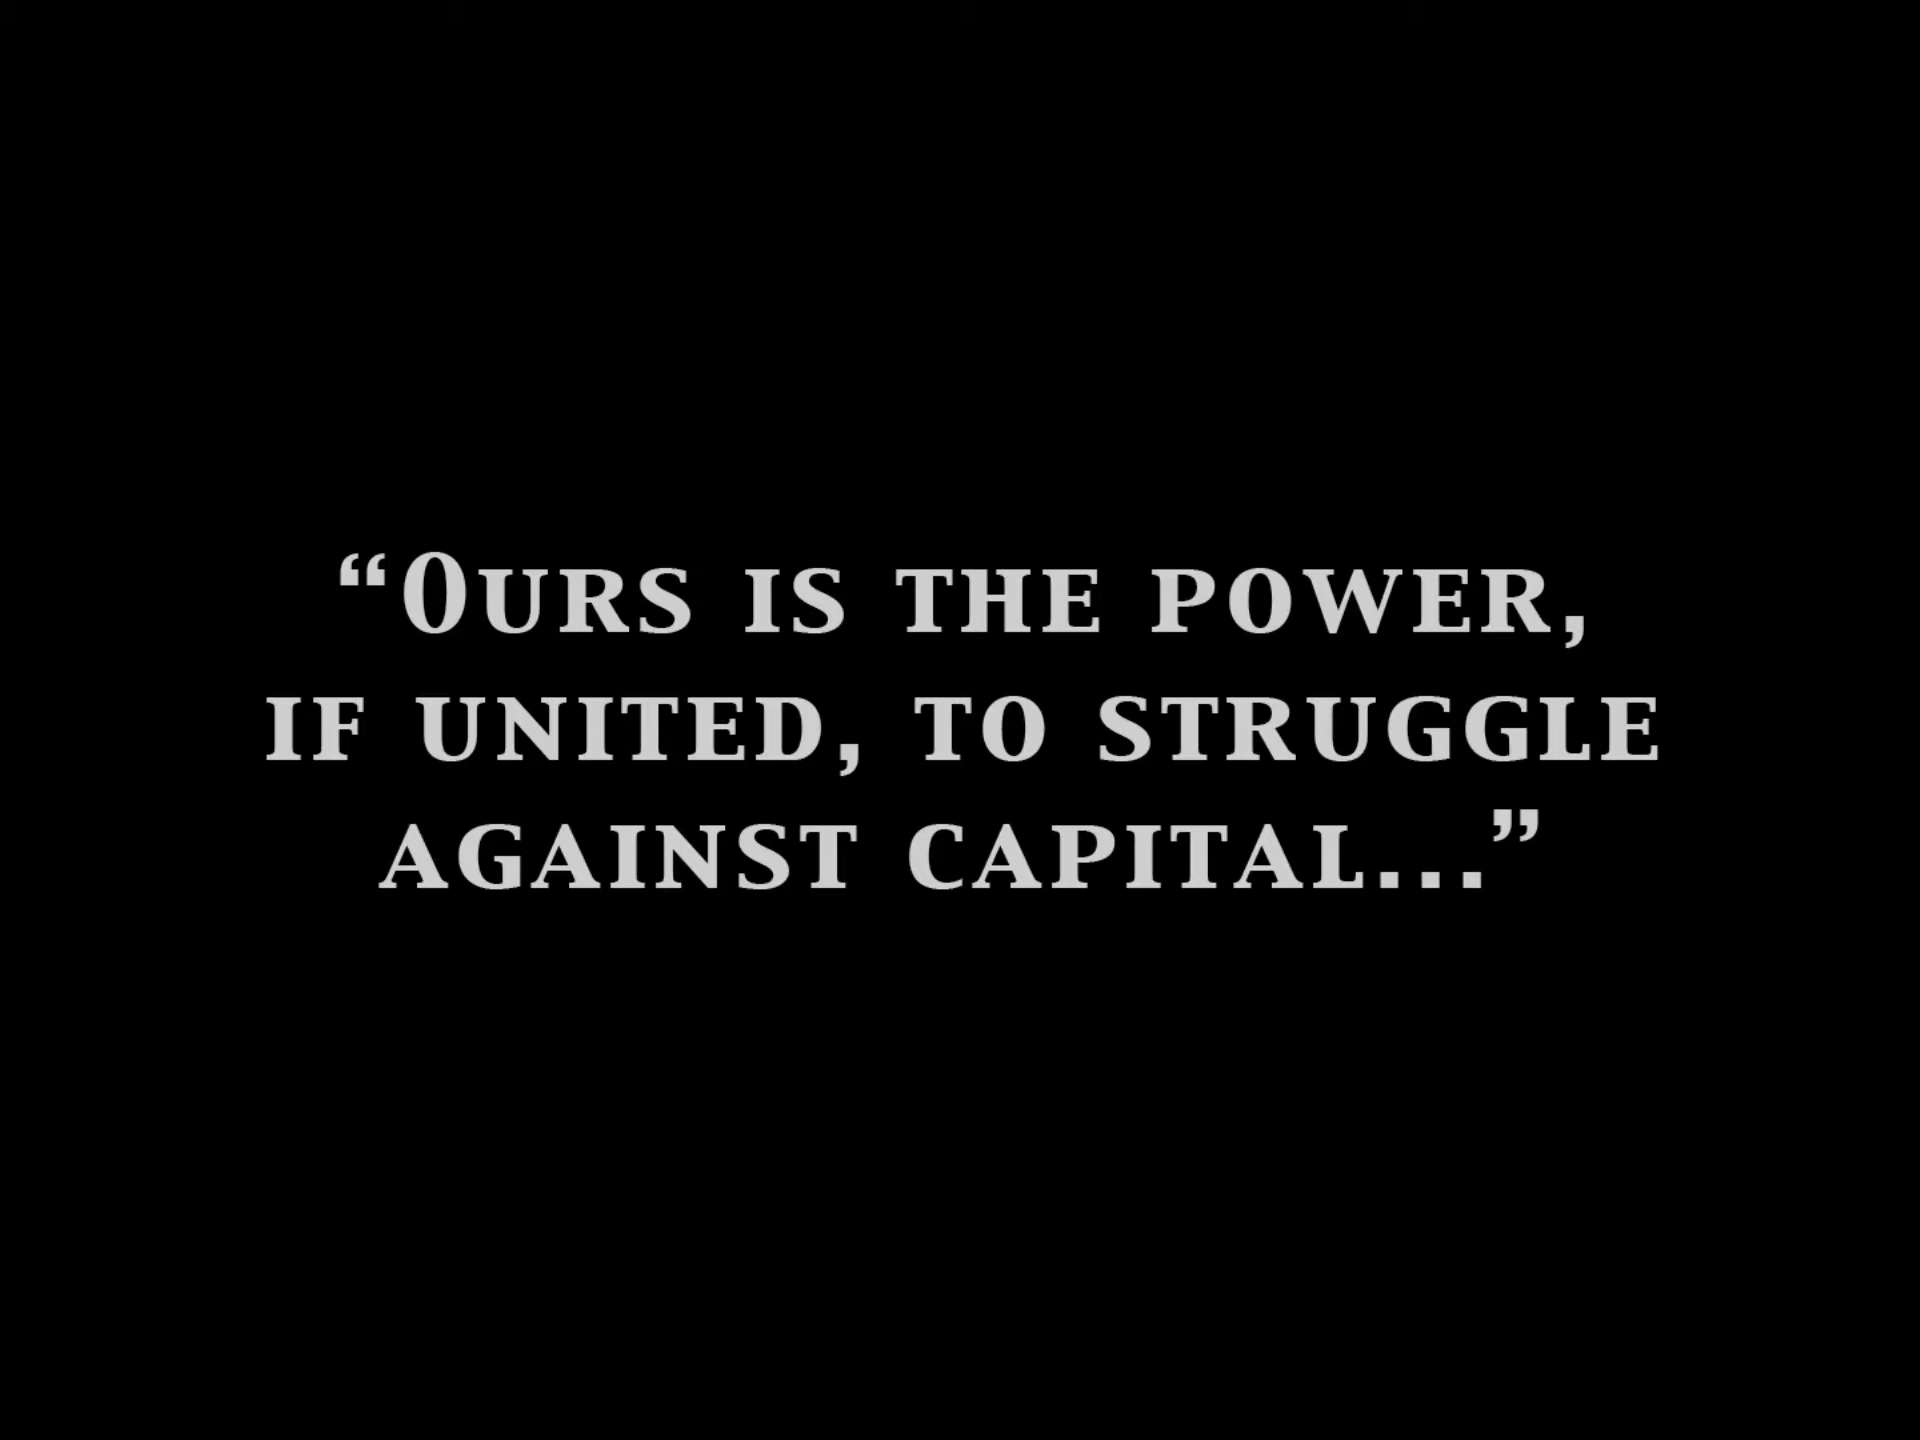 “Ours is the power,
if united, to struggle
against capital...”